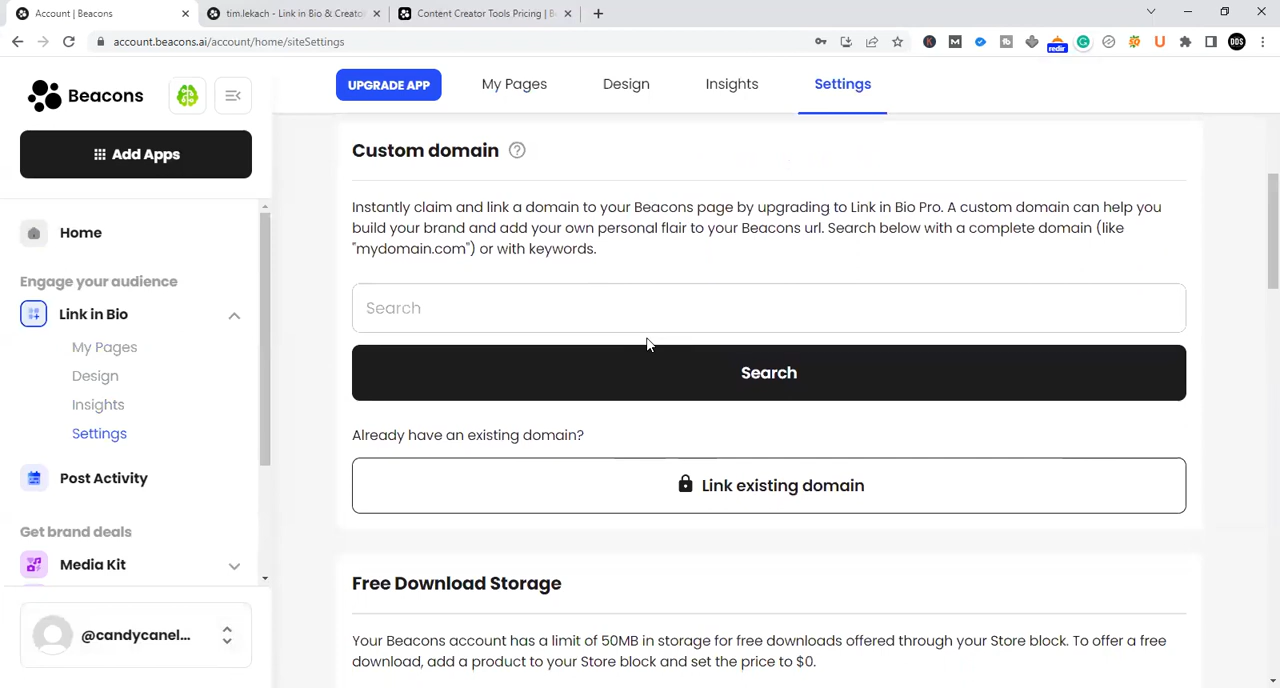 Account | Beacons
tim.lekach - Link in Bio & Creator
Content Creator Tools Pricing | B
account.beacons.ai/account/home/siteSettings
redir
DDS
Beacons
UPGRADE APP
My Pages
Design
Insights
Settings
Add Apps
Home
Engage your audience
Link in Bio
My Pages
Design
Insights
Settings
Post Activity
Get brand deals
Media Kit
@candycanel...
Custom domain
Instantly claim and link a domain to your Beacons page by upgrading to Link in Bio Pro. A custom domain can help you
build your brand and add your own personal flair to your Beacons url. Search below with a complete domain (like
"mydomain.com") or with keywords.
Search
Search
Already have an existing domain?
Link existing domain
Free Download Storage
Your Beacons account has a limit of 50MB in storage for free downloads offered through your Store block. To offer a free
download, add a product to your Store block and set the price to $0.